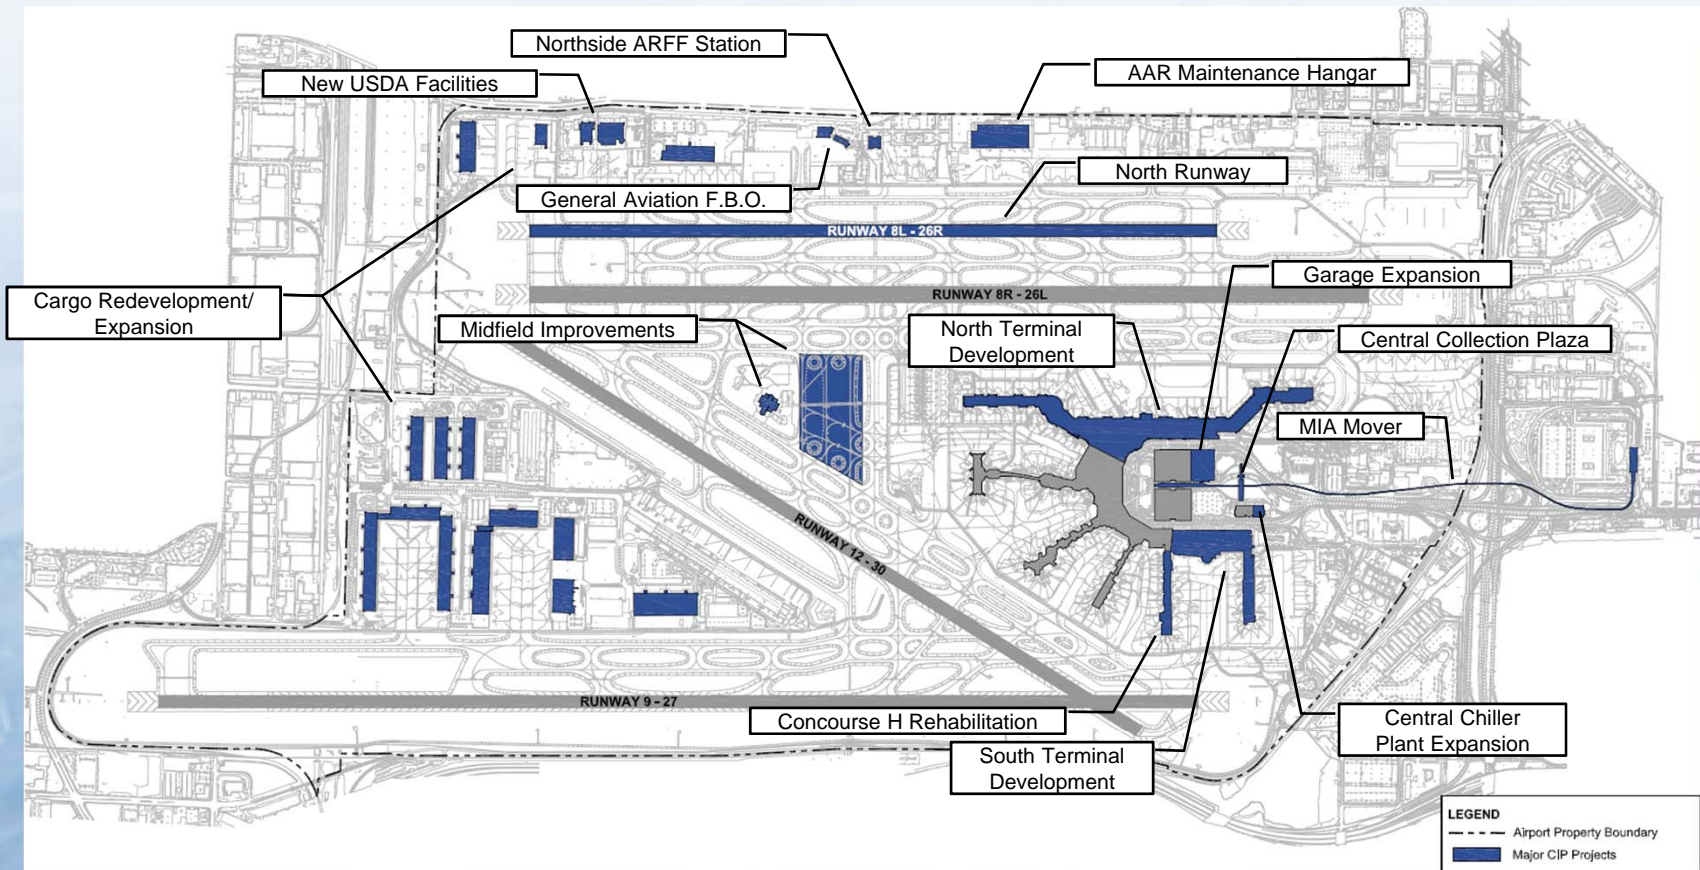 Northside ARFF Station
New USDA Facilities
AAR Maintenance Hangar
North Runway
General Aviation F.B.O.
RUNWAY 8L - 26R
Garage Expansion
Cargo Redevelopment/
Expansion
RUNWAY 8R - 26L
Midfield Improvements
North Terminal
Development
Central Collection Plaza
MIA Mover
RUNWAY 12 - 30
RUNWAY 9 - 27
Concourse H Rehabilitation
Central Chiller
Plant Expansion
South Terminal
Development
LEGEND
Airport Property Boundary
Major CIP Projects